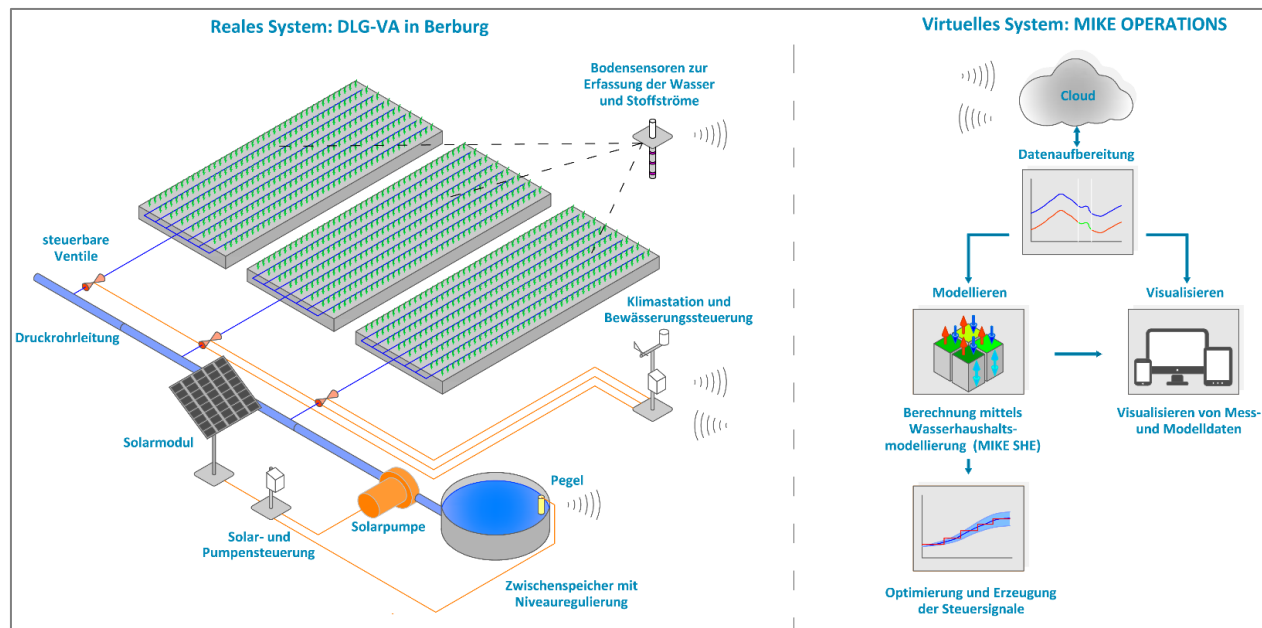 Reales System: DLG-VA in Berburg
Bodensensoren zur
Erfassung der Wasser
und Stoffströme
steuerbare
Ventile
Druckrohrleitung
Klimastation und
Bewässerungssteuerung
Solarmodul
Solar- und
Pumpensteuerung
Solarpumpe
Pegel
Zwischenspeicher mit
Niveauregulierung
Virtuelles System: MIKE OPERATIONS
Cloud
Datenaufbereitung
Modellieren
Visualisieren
Berechnung mittels
Wasserhaushalts-
modellierung (MIKE SHE)
Visualisieren von Mess-
und Modelldaten
Optimierung und Erzeugung
der Steuersignale